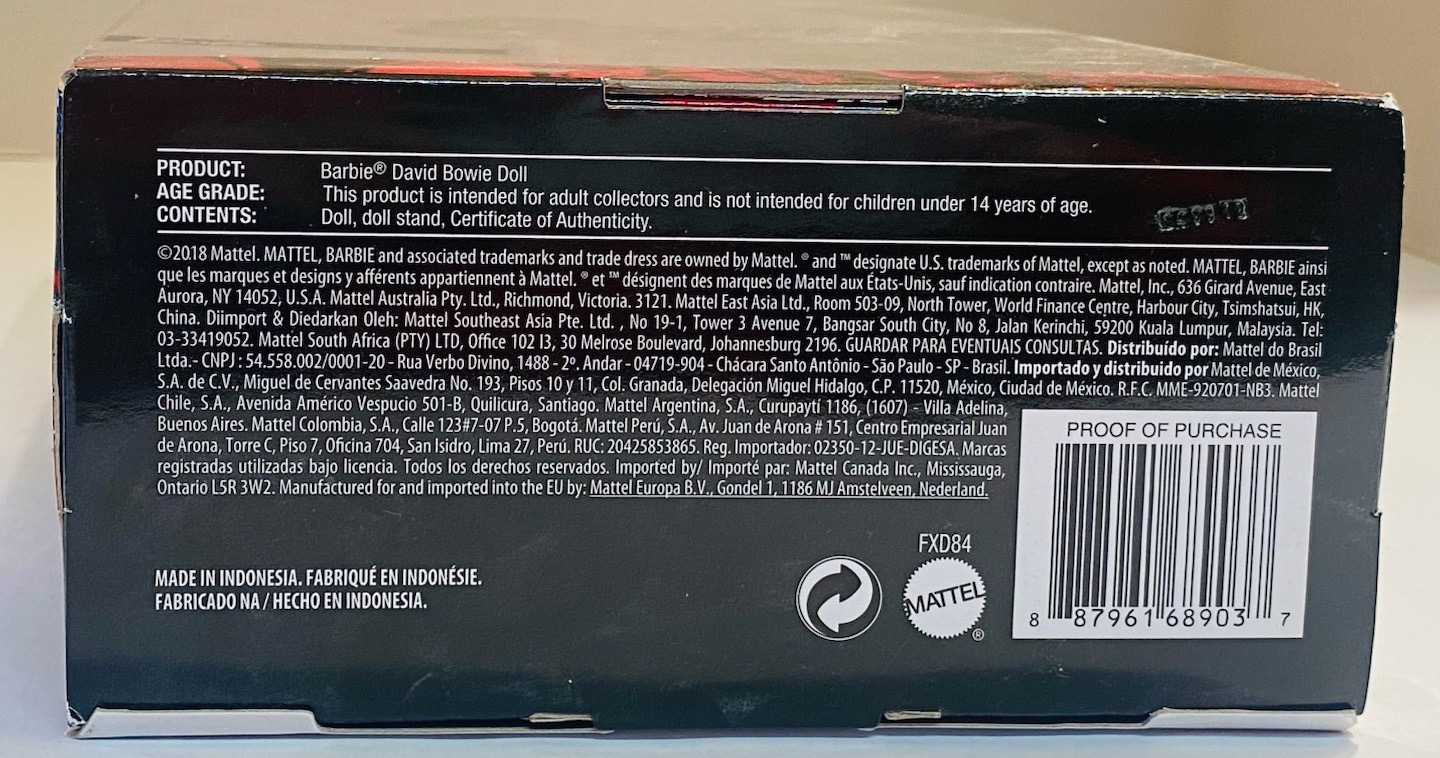 PRODUCT: Barbie® David Bowie Doll
AGE GRADE: This product is intended for adult collectors and is not intended for children under 14 years of age.
CONTENTS: Doll, doll stand, Certificate of Authenticity.
©2018 Mattel. MATTEL, BARBIE and associated trademarks and trade dress are owned by Mattel. ® and ™ designate U.S. trademarks of Mattel, except as noted. MATTEL, BARBIE ainsi
que les marques et designs y afférents appartiennent à Mattel. ® et ™ désignent des marques de Mattel aux États-Unis, sauf indication contraire. Mattel, Inc., 636 Girard Avenue, East
Aurora, NY 14052, U.S.A. Mattel Australia Pty. Ltd., Richmond, Victoria. 3121. Mattel East Asia Ltd., Room 503-09, North Tower, World Finance Centre, Harbour City, Tsimshatsui, HK,
China. Diimport & Diedarkan Oleh: Mattel Southeast Asia Pte. Ltd. , No 19-1, Tower 3 Avenue 7, Bangsar South City, No 8, Jalan Kerinchi, 59200 Kuala Lumpur, Malaysia. Tel:
03-33419052. Mattel South Africa (PTY) LTD, Office 102 I3, 30 Melrose Boulevard, Johannesburg 2196. GUARDAR PARA EVENTUAIS CONSULTAS. Distribuído por: Mattel do Brasil
Ltda.- CNPJ : 54.558.002/0001-20 - Rua Verbo Divino, 1488 - 2º. Andar - 04719-904 - Chácara Santo Antônio - São Paulo - SP - Brasil. Importado y distribuido por Mattel de México,
S.A. de C.V., Miguel de Cervantes Saavedra No. 193, Pisos 10 y 11, Col. Granada, Delegación Miguel Hidalgo, C.P. 11520, México, Ciudad de México. R.F.C. MME-920701-NB3. Mattel
Chile, S.A., Avenida Américo Vespucio 501-B, Quilicura, Santiago. Mattel Argentina, S.A., Curupaytí 1186, (1607) - Villa Adelina,
Buenos Aires. Mattel Colombia, S.A., Calle 123#7-07 P.5, Bogotá. Mattel Perú, S.A., Av. Juan de Arona # 151, Centro Empresarial Juan
de Arona, Torre C, Piso 7, Oficina 704, San Isidro, Lima 27, Perú. RUC: 20425853865. Reg. Importador: 02350-12-JUE-DIGESA. Marcas
registradas utilizadas bajo licencia. Todos los derechos reservados. Imported by/ Importé par: Mattel Canada Inc., Mississauga,
Ontario L5R 3W2. Manufactured for and imported into the EU by: Mattel Europa B.V., Gondel 1, 1186 MJ Amstelveen, Nederland.
PROOF OF PURCHASE
8 87961 68903 7
FXD84
MATTEL®
MADE IN INDONESIA. FABRIQUÉ EN INDONÉSIE.
FABRICADO NA / HECHO EN INDONESIA.